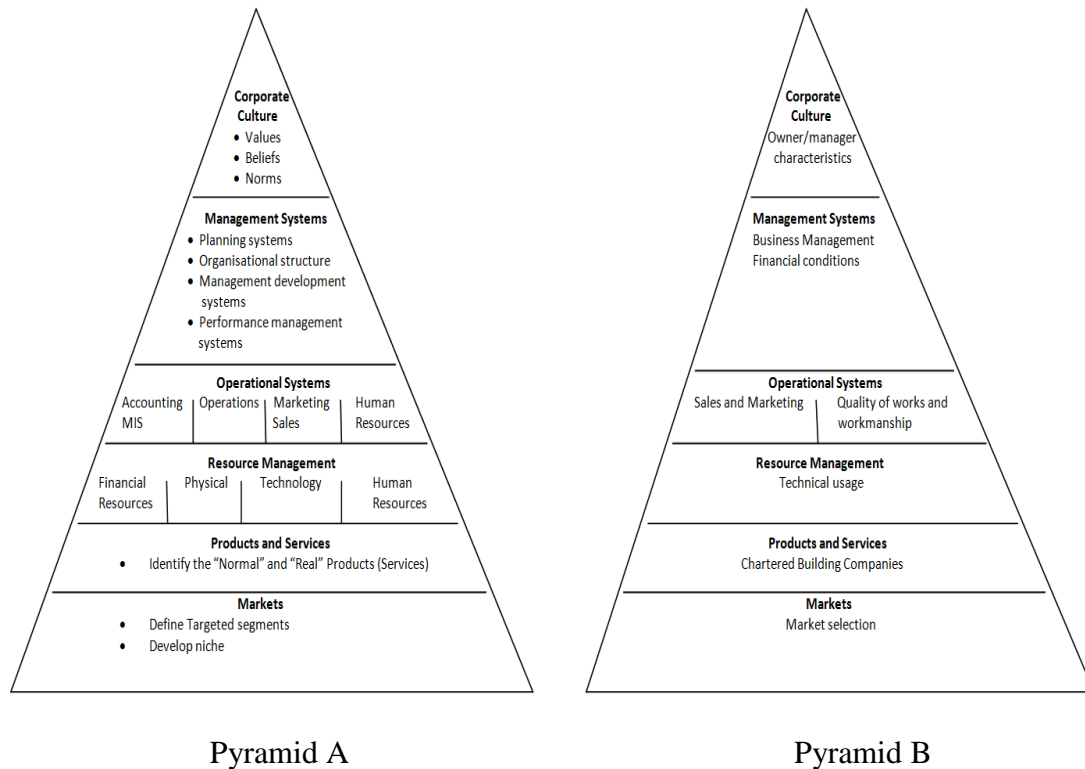 Corporate
Culture
• Values
• Beliefs
• Norms
Management Systems
• Planning systems
• Organisational structure
• Management development
systems
• Performance management
systems
Operational Systems
Accounting Operations Marketing Human
MIS Sales Resources
Resource Management
Financial Physical Technology Human
Resources Resources
Products and Services
• Identify the “Normal” and “Real” Products (Services)
Markets
• Define Targeted segments
• Develop niche
Pyramid A
Corporate
Culture
Owner/manager
characteristics
Management Systems
Business Management
Financial conditions
Operational Systems
Sales and Marketing Quality of works and
workmanship
Resource Management
Technical usage
Products and Services
Chartered Building Companies
Markets
Market selection
Pyramid B